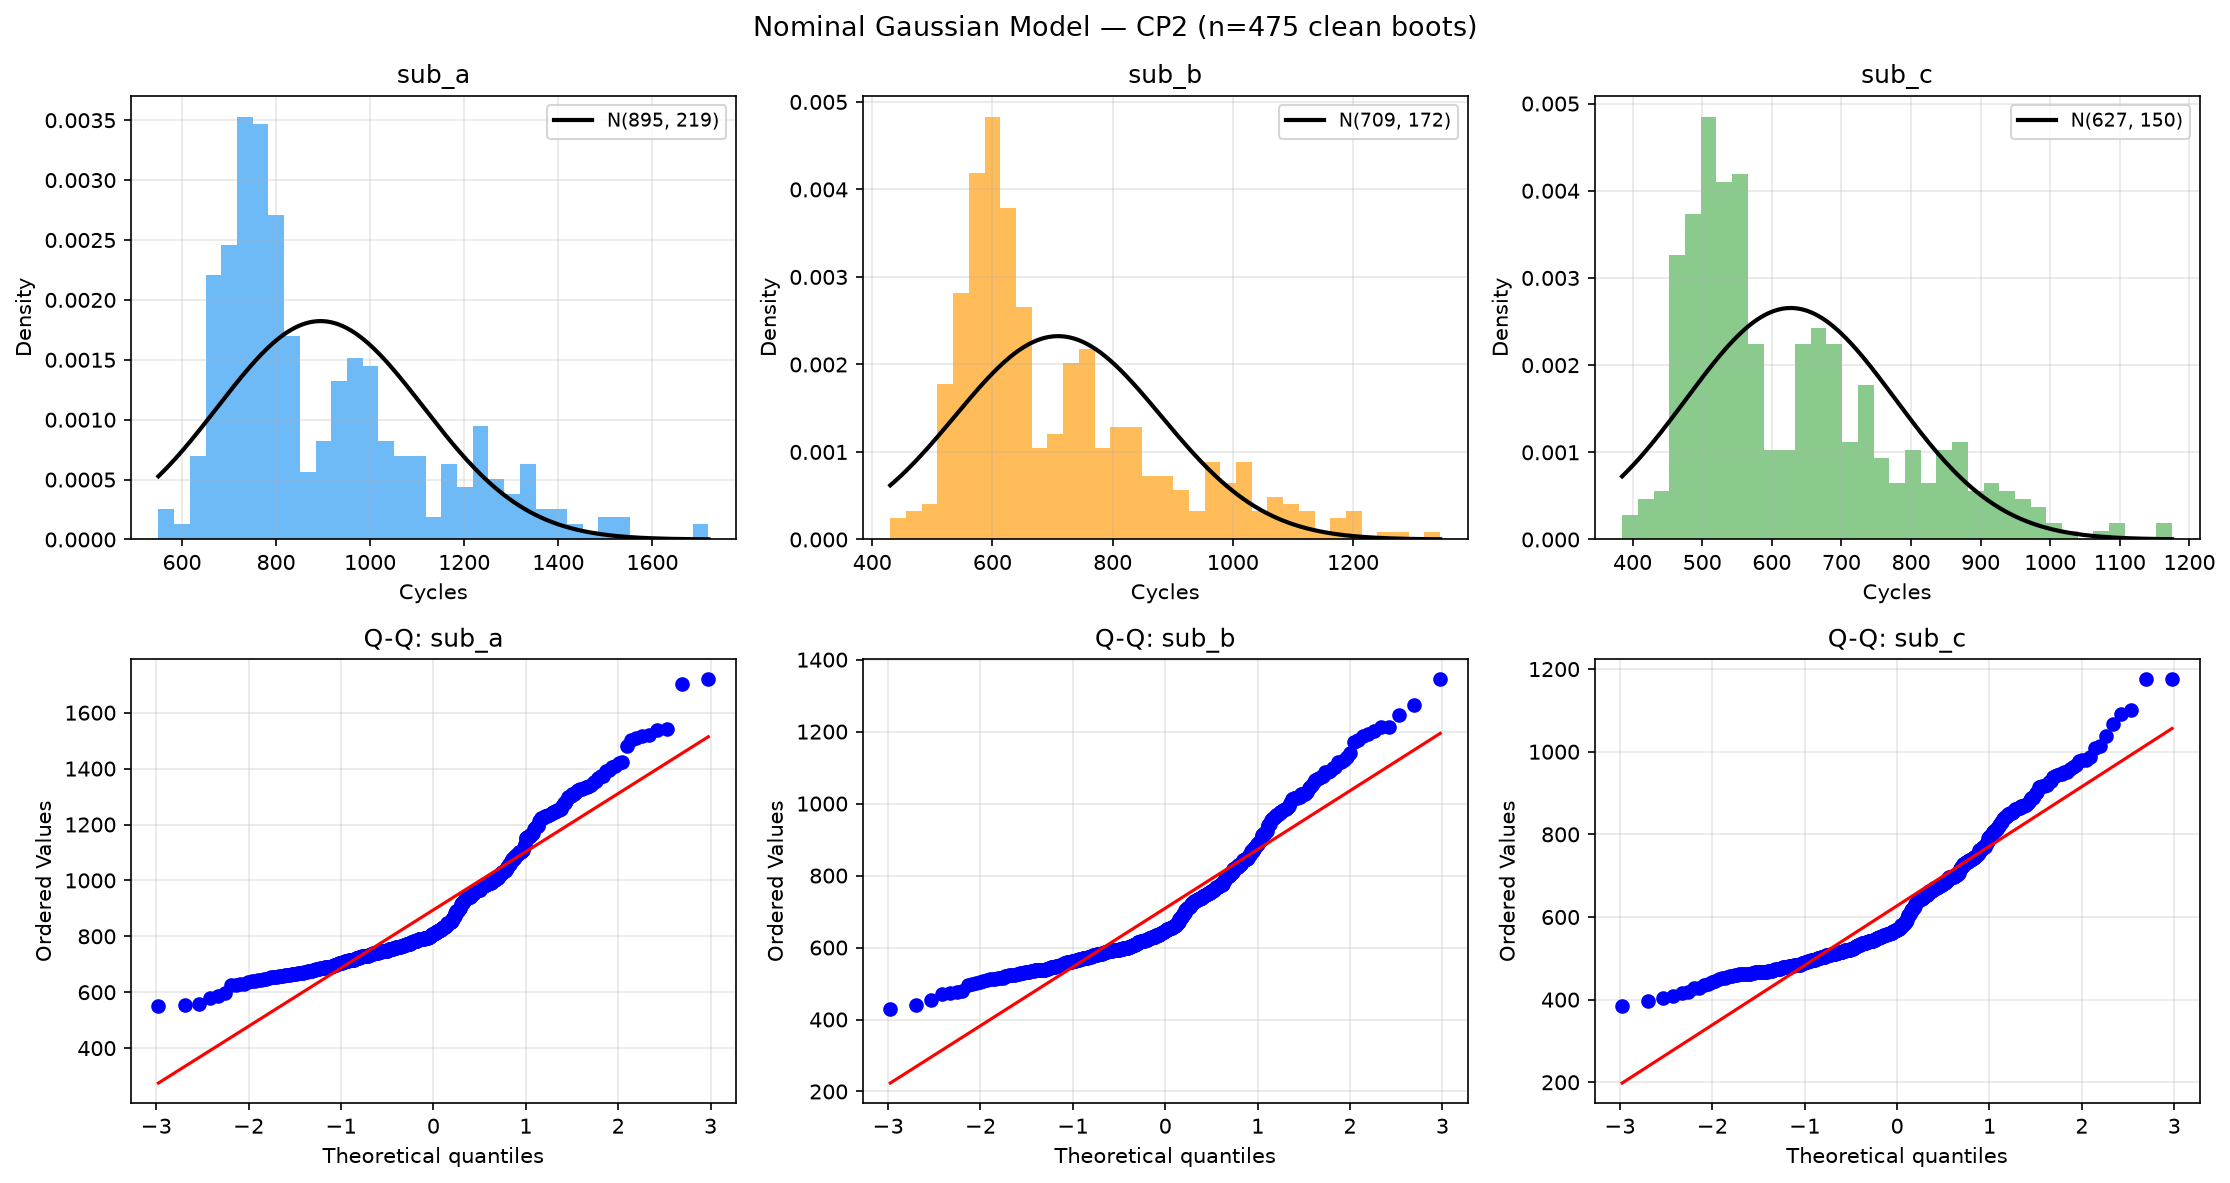 Nominal Gaussian Model — CP2 (n=475 clean boots)
sub_a
N(895, 219)
Density
0.0035
0.0030
0.0025
0.0020
0.0015
0.0010
0.0005
0.0000
600 800 1000 1200 1400 1600
Cycles
sub_b
N(709, 172)
Density
0.005
0.004
0.003
0.002
0.001
0.000
400 600 800 1000 1200
Cycles
sub_c
N(627, 150)
Density
0.005
0.004
0.003
0.002
0.001
0.000
400 500 600 700 800 900 1000 1100 1200
Cycles
Q-Q: sub_a
Ordered Values
1600
1400
1200
1000
800
600
400
−3 −2 −1 0 1 2 3
Theoretical quantiles
Q-Q: sub_b
Ordered Values
1400
1200
1000
800
600
400
200
−3 −2 −1 0 1 2 3
Theoretical quantiles
Q-Q: sub_c
Ordered Values
1200
1000
800
600
400
200
−3 −2 −1 0 1 2 3
Theoretical quantiles